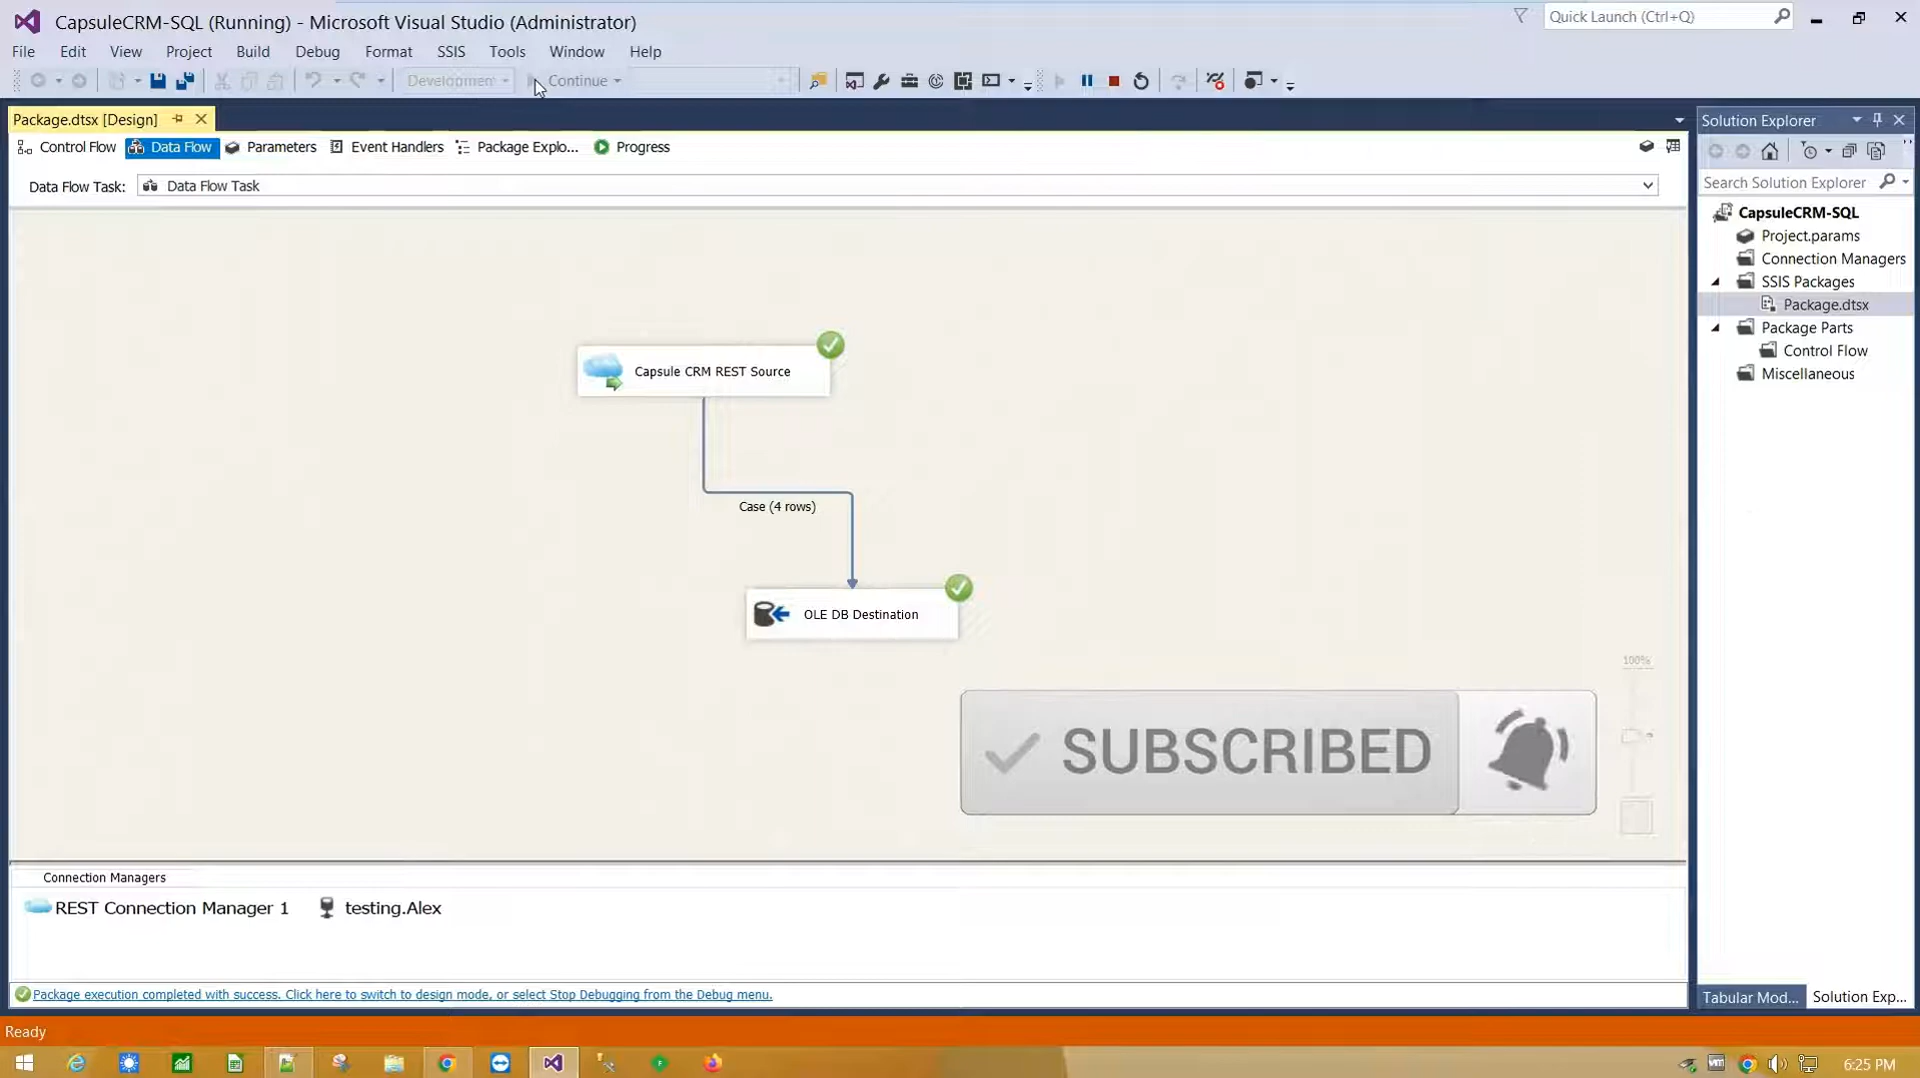 CapsuleCRM-SQL (Running) - Microsoft Visual Studio (Administrator)
Quick Launch (Ctrl+Q)
File Edit View Project Build Debug Format SSIS Tools Window Help
Development Continue
Package.dtsx [Design]
Solution Explorer
Control Flow Data Flow Parameters Event Handlers Package Explo... Progress
Data Flow Task: Data Flow Task
Search Solution Explorer
CapsuleCRM-SQL
Project.params
Connection Managers
SSIS Packages
Package.dtsx
Package Parts
Control Flow
Miscellaneous
Capsule CRM REST Source
Case (4 rows)
OLE DB Destination
100%
SUBSCRIBED
Connection Managers
REST Connection Manager 1 testing.Alex
Package execution completed with success. Click here to switch to design mode, or select Stop Debugging from the Debug menu.
Tabular Mod... Solution Exp...
Ready
6:25 PM